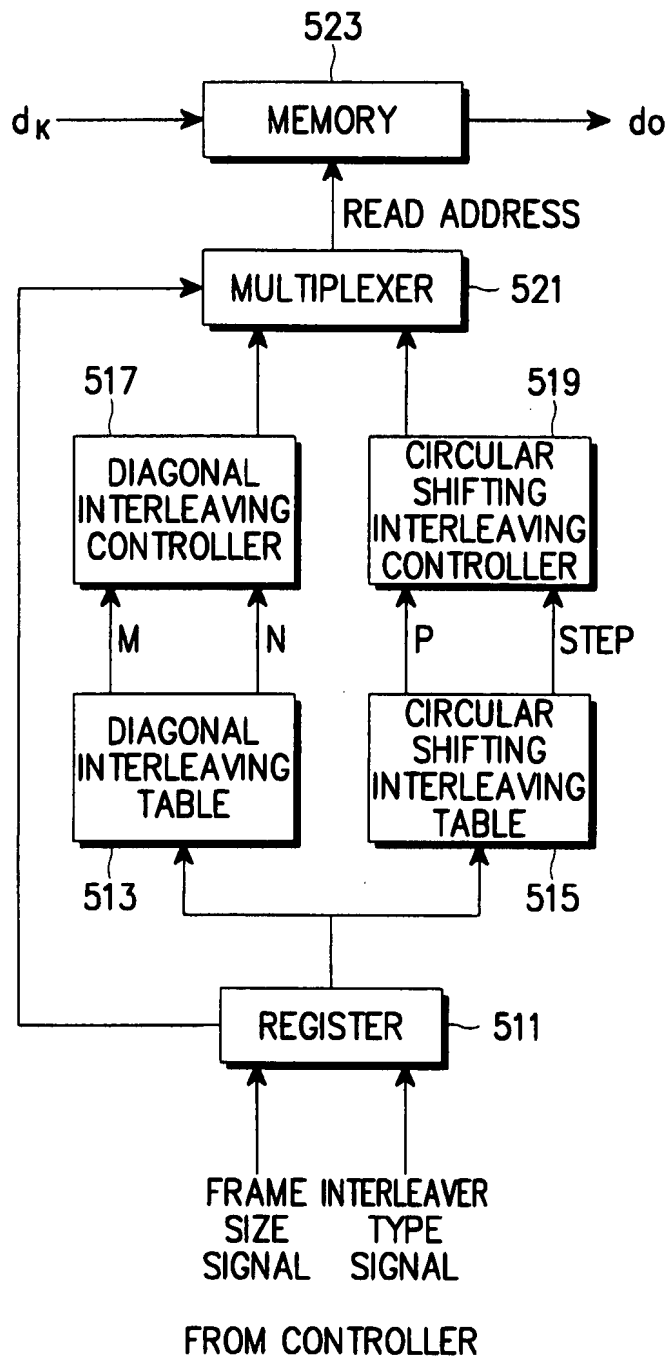 523
dK
MEMORY
do
READ ADDRESS
MULTIPLEXER
521
517
519
DIAGONAL
INTERLEAVING
CONTROLLER
CIRCULAR
SHIFTING
INTERLEAVING
CONTROLLER
M
N
P
STEP
DIAGONAL
INTERLEAVING
TABLE
CIRCULAR
SHIFTING
INTERLEAVING
TABLE
513
515
REGISTER
511
FRAME
SIZE
SIGNAL
INTERLEAVER
TYPE
SIGNAL
FROM CONTROLLER